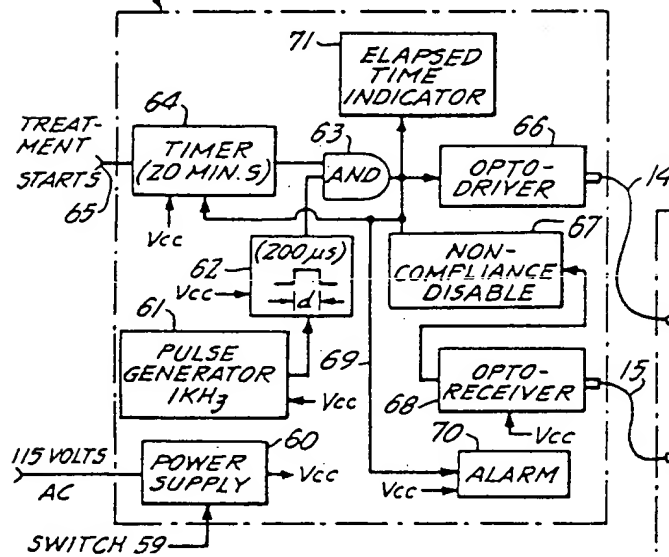 71
ELAPSED
TIME
INDICATOR
64
TREAT-
MENT
STARTS
65
TIMER
(20 MIN.S)
Vcc
63
AND
66
OPTO-
DRIVER
14
67
NON-
COMPLIANCE
DISABLE
62
(200 µs)
d
Vcc
61
PULSE
GENERATOR
1KH3
Vcc
69
OPTO-
RECEIVER
68
Vcc
15
70
ALARM
Vcc
60
115 VOLTS
AC
POWER
SUPPLY
Vcc
SWITCH 59